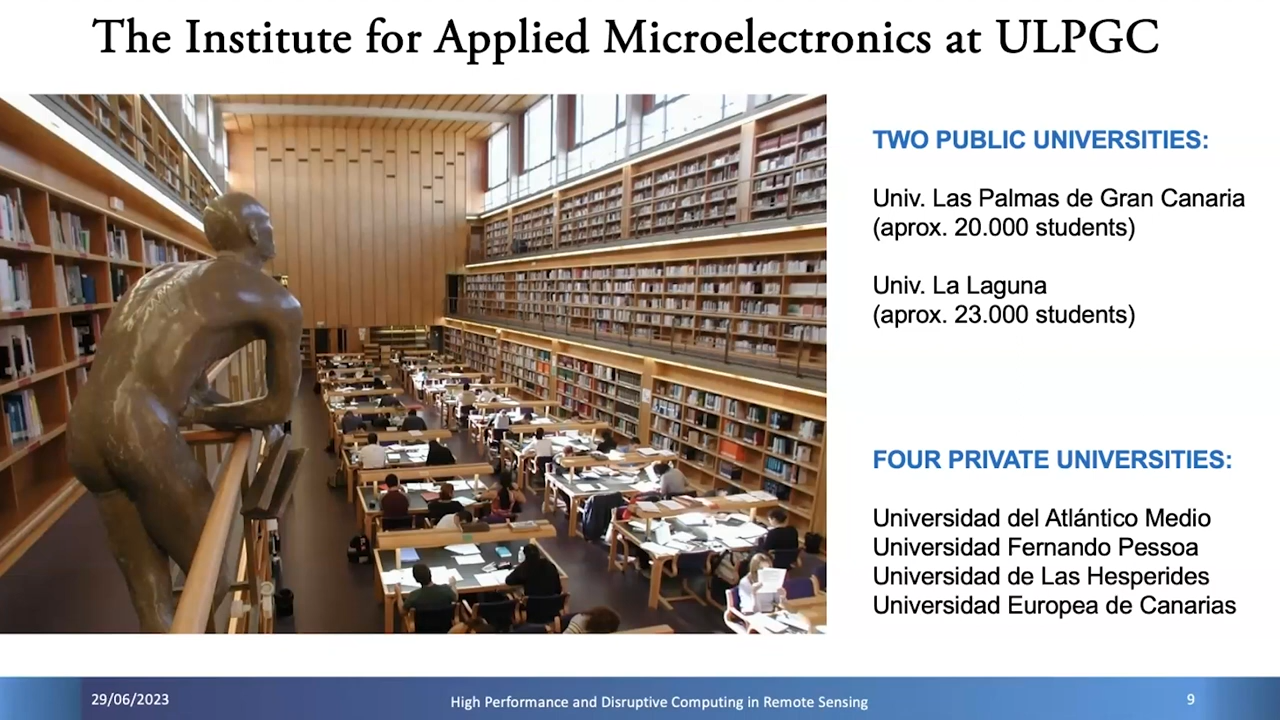 The Institute for Applied Microelectronics at ULPGC
TWO PUBLIC UNIVERSITIES:
Univ. Las Palmas de Gran Canaria
(aprox. 20.000 students)
Univ. La Laguna
(aprox. 23.000 students)
FOUR PRIVATE UNIVERSITIES:
Universidad del Atlántico Medio
Universidad Fernando Pessoa
Universidad de Las Hesperides
Universidad Europea de Canarias
29/06/2023
High Performance and Disruptive Computing in Remote Sensing
9